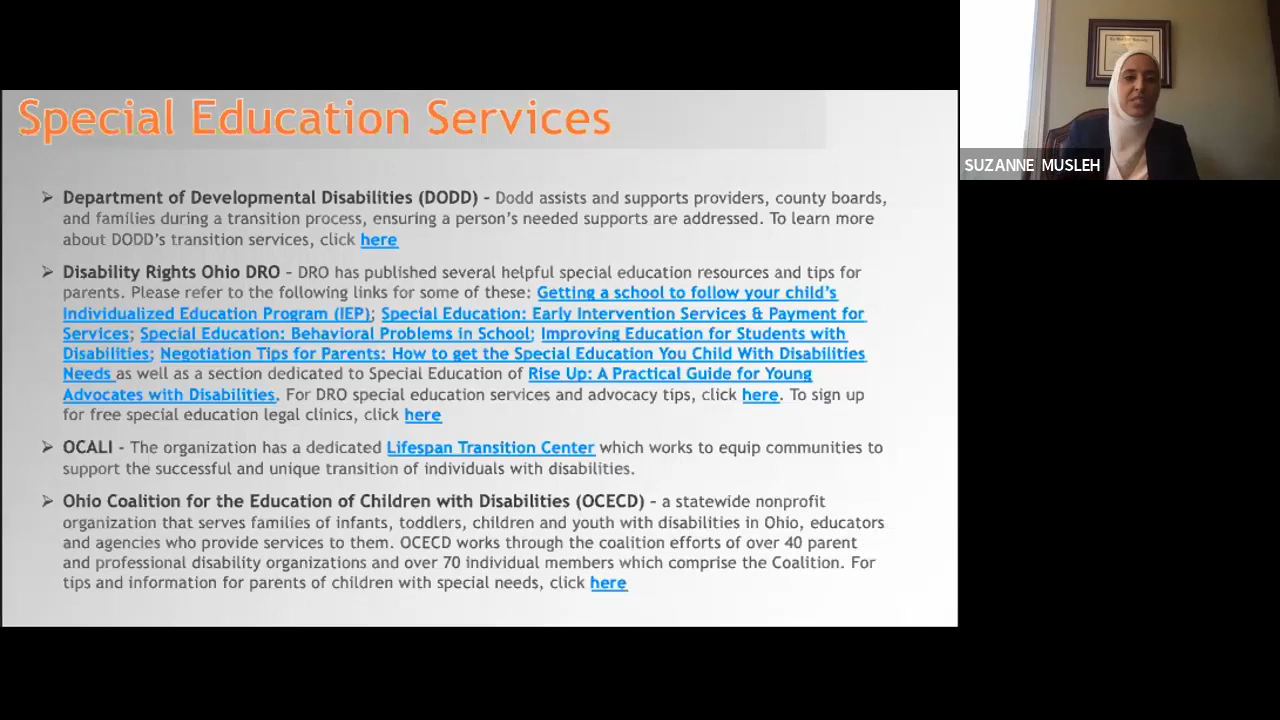 Special Education Services
Department of Developmental Disabilities (DODD) - Dodd assists and supports providers, county boards,
and families during a transition process, ensuring a person's needed supports are addressed. To learn more
about DODD's transition services, click here
Disability Rights Ohio DRO - DRO has published several helpful special education resources and tips for
parents. Please refer to the following links for some of these: Getting a school to follow your child's
Individualized Education Program (IEP); Special Education: Early Intervention Services & Payment for
Services; Special Education: Behavioral Problems in School; Improving Education for Students with
Disabilities; Negotiation Tips for Parents: How to get the Special Education You Child With Disabilities
Needs as well as a section dedicated to Special Education of Rise Up: A Practical Guide for Young
Advocates with Disabilities. For DRO special education services and advocacy tips, click here. To sign up
for free special education legal clinics, click here
OCALI - The organization has a dedicated Lifespan Transition Center which works to equip communities to
support the successful and unique transition of individuals with disabilities.
Ohio Coalition for the Education of Children with Disabilities (OCECD) - a statewide nonprofit
organization that serves families of infants, toddlers, children and youth with disabilities in Ohio, educators
and agencies who provide services to them. OCECD works through the coalition efforts of over 40 parent
and professional disability organizations and over 70 individual members which comprise the Coalition. For
tips and information for parents of children with special needs, click here
SUZANNE MUSLEH